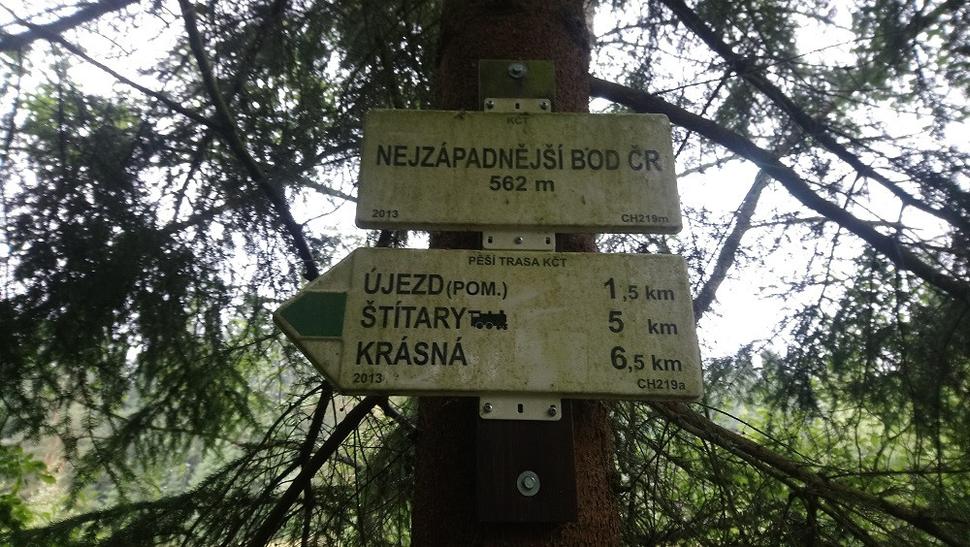 KČT
NEJZÁPADNĚJŠÍ BOD ČR
562 m
2013 CH219m
PĚŠÍ TRASA KČT
ÚJEZD (POM.) 1,5 km
ŠTÍTARY 5 km
KRÁSNÁ 6,5 km
2013 CH219a